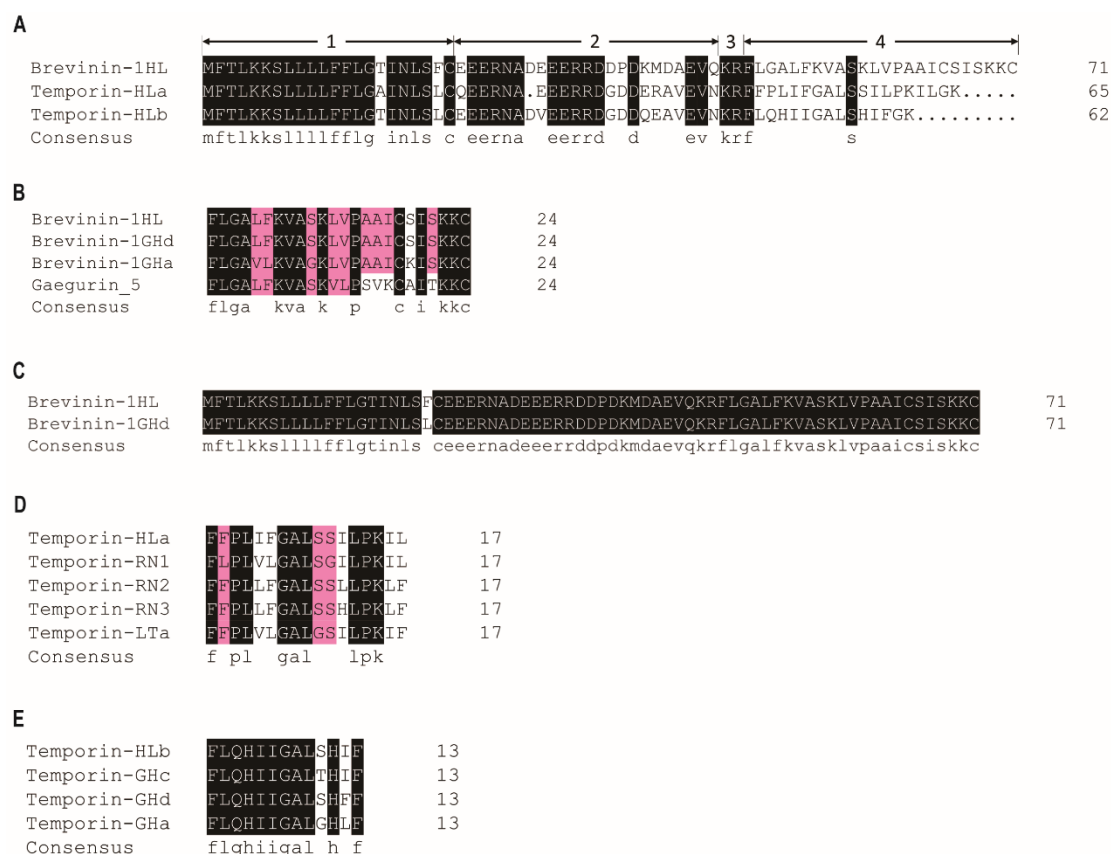 A
1 2 3 4
Brevinin-1HL MFTLKKSLLLLFFLGTINLSFCEEERNADEEERRDDPDKMDAEVQKRFLGALFKVASKLVPAAICSISKKC 71
Temporin-HLa MFTLKKSLLLLFFLGAINLSLCQEERNA.EEERRDGDDERAVEVNKRFFPLIFGALSSILPKILGK..... 65
Temporin-HLb MFTLKKSLLLLFFLGTINLSLCEEERNADVEERRDDDDQEAVEVNKRFLQHIIGALSHIFGK......... 62
Consensus mftlkksllllfflg inls c eerna eerrd d ev krf s
B
Brevinin-1HL FLGALFKVASKLVPAAICSISKKC 24
Brevinin-1GHd FLGALFKVASKLVPAAICSISKKC 24
Brevinin-1GHa FLGAVLKVAGKLVPAAICKISKKC 24
Gaegurin_5 FLGALFKVASKVLPSVKCAITKKC 24
Consensus flga kva k p c i kkc
C
Brevinin-1HL MFTLKKSLLLLFFLGTINLSFCEEERNADEEERRDDPDKMDAEVQKRFLGALFKVASKLVPAAICSISKKC 71
Brevinin-1GHd MFTLKKSLLLLFFLGTINLSLCEEERNADEEERRDDPDKMDAEVQKRFLGALFKVASKLVPAAICSISKKC 71
Consensus mftlkksllllfflgtinls ceeernadeeerrddpdkmdaevqkrflgalfkvasklvpaaicsiskkc
D
Temporin-HLa FFPLIFGALSSILPKIL 17
Temporin-RN1 FLPLVLGALSGILPKIL 17
Temporin-RN2 FFPLLFGALSSLLPKLF 17
Temporin-RN3 FFPLLFGALSSHLPKLF 17
Temporin-LTa FFPLVLGALGSILPKIF 17
Consensus f pl gal lpk
E
Temporin-HLb FLQHIIGALSHIF 13
Temporin-GHc FLQHIIGALTHIF 13
Temporin-GHd FLQHIIGALSHFF 13
Temporin-GHa FLQHIIGALGHLF 13
Consensus flqhiigal h f